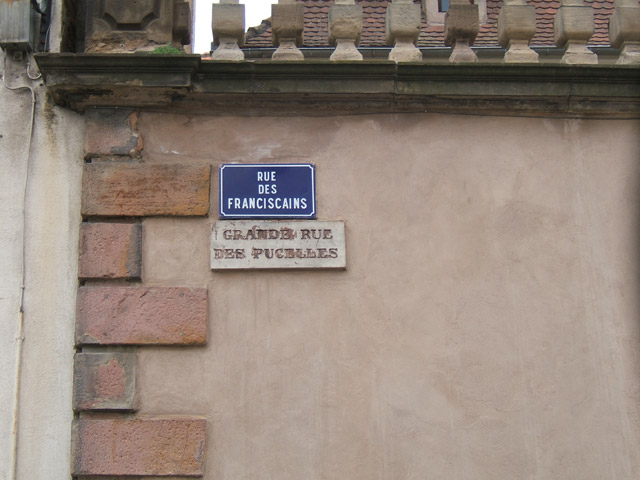 RUE
DES
FRANCISCAINS
GRANDE RUE
DES PUCELLES